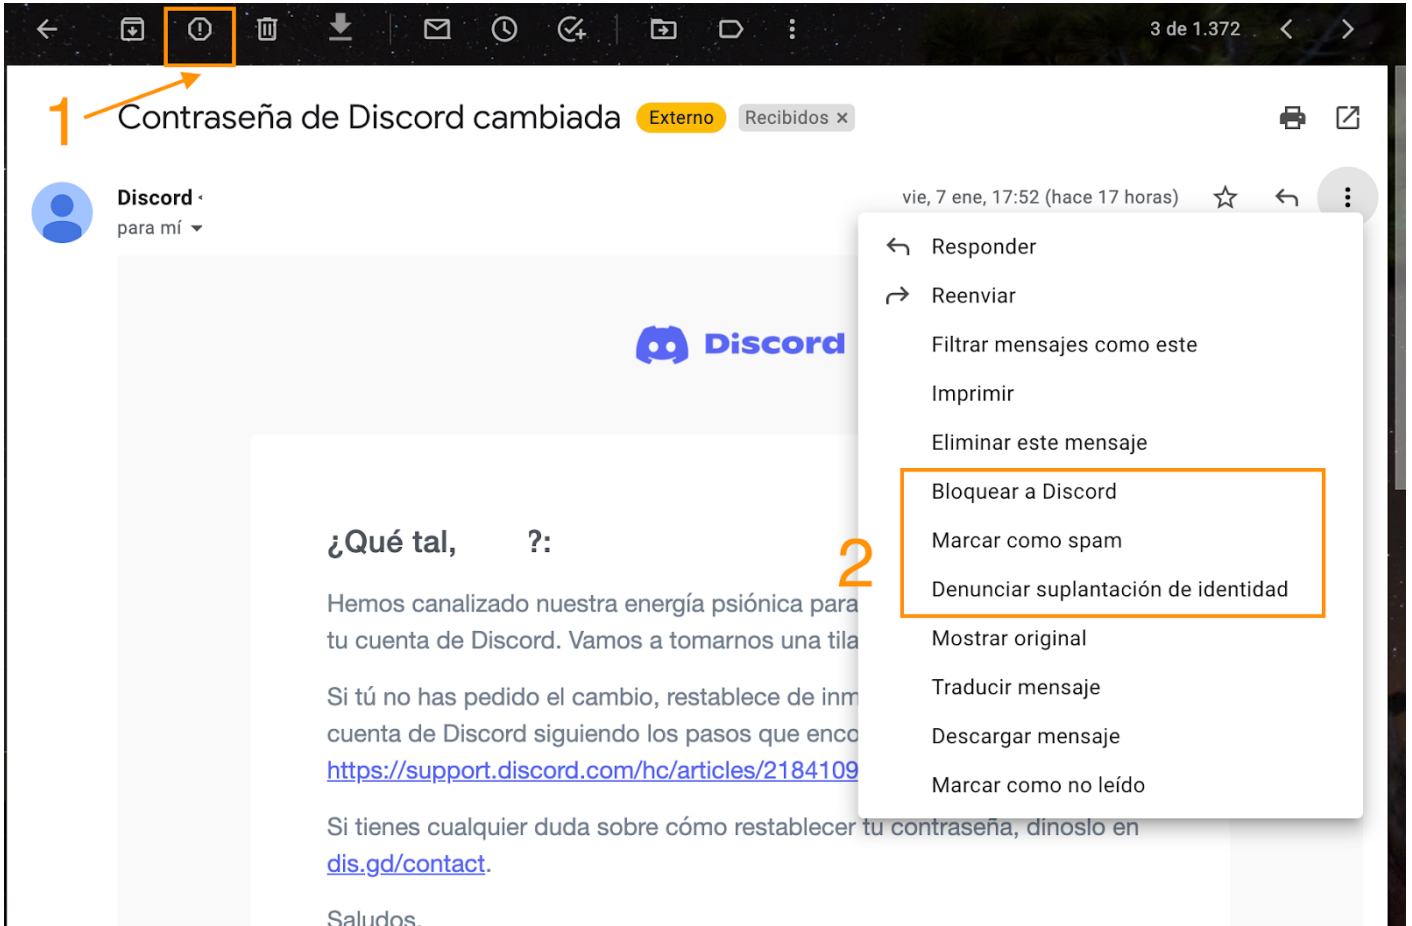 3 de 1.372
1
Contraseña de Discord cambiada Externo Recibidos ×
Discord
vie, 7 ene, 17:52 (hace 17 horas)
para mí
Responder
Reenviar
Filtrar mensajes como este
Imprimir
Eliminar este mensaje
Bloquear a Discord
Marcar como spam
Denunciar suplantación de identidad
Mostrar original
Traducir mensaje
Descargar mensaje
Marcar como no leído
2
Discord
¿Qué tal, ?:
Hemos canalizado nuestra energía psiónica para
tu cuenta de Discord. Vamos a tomarnos una
Si tú no has pedido el cambio, restablece de
cuenta de Discord siguiendo los pasos que
https://support.discord.com/hc/articles/2184109
Si tienes cualquier duda sobre cómo restablecer tu contraseña, dínoslo en
dis.gd/contact.
Saludos,